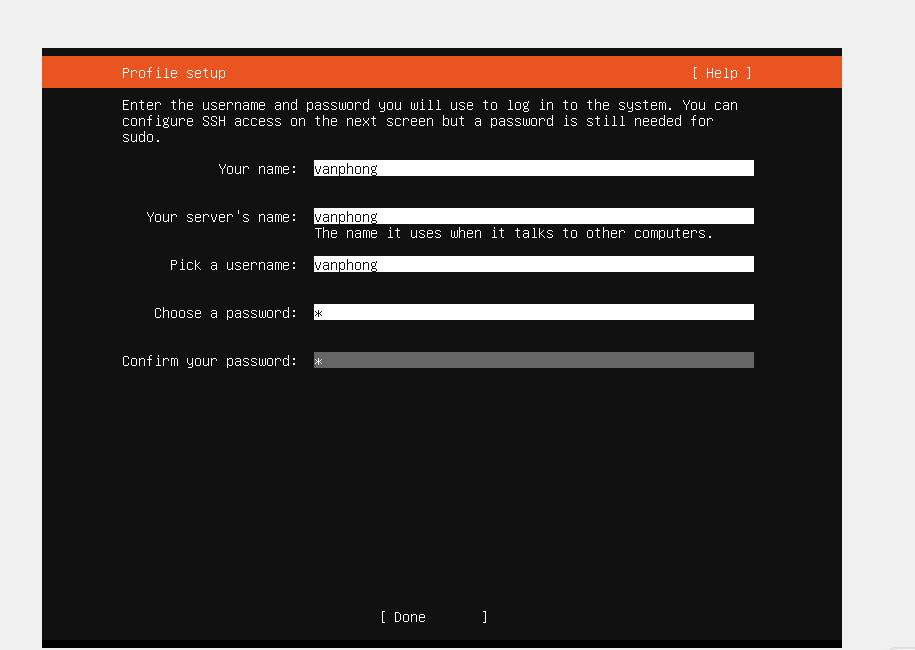 Profile setup [ Help ]
Enter the username and password you will use to log in to the system. You can
configure SSH access on the next screen but a password is still needed for
sudo.
Your name: vanphong
Your server's name: vanphong
The name it uses when it talks to other computers.
Pick a username: vanphong
Choose a password: *
Confirm your password: *
[ Done ]